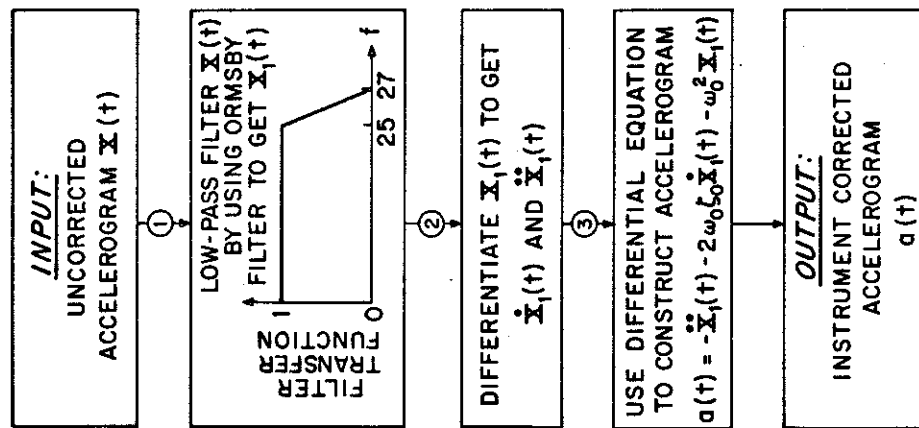 INPUT:
UNCORRECTED
ACCELEROGRAM X(t)
①
LOW-PASS FILTER X(t)
BY USING ORMSBY
FILTER TO GET X₁(t)
FILTER
TRANSFER
FUNCTION
1
0
25
27
f
②
DIFFERENTIATE X₁(t) TO GET
Ẋ₁(t) AND Ẍ₁(t)
③
USE DIFFERENTIAL EQUATION
TO CONSTRUCT ACCELEROGRAM
a(t) = -Ẍ₁(t) - 2ω₀ζ₀Ẋ₁(t) - ω₀²X₁(t)
OUTPUT:
INSTRUMENT CORRECTED
ACCELEROGRAM
a(t)